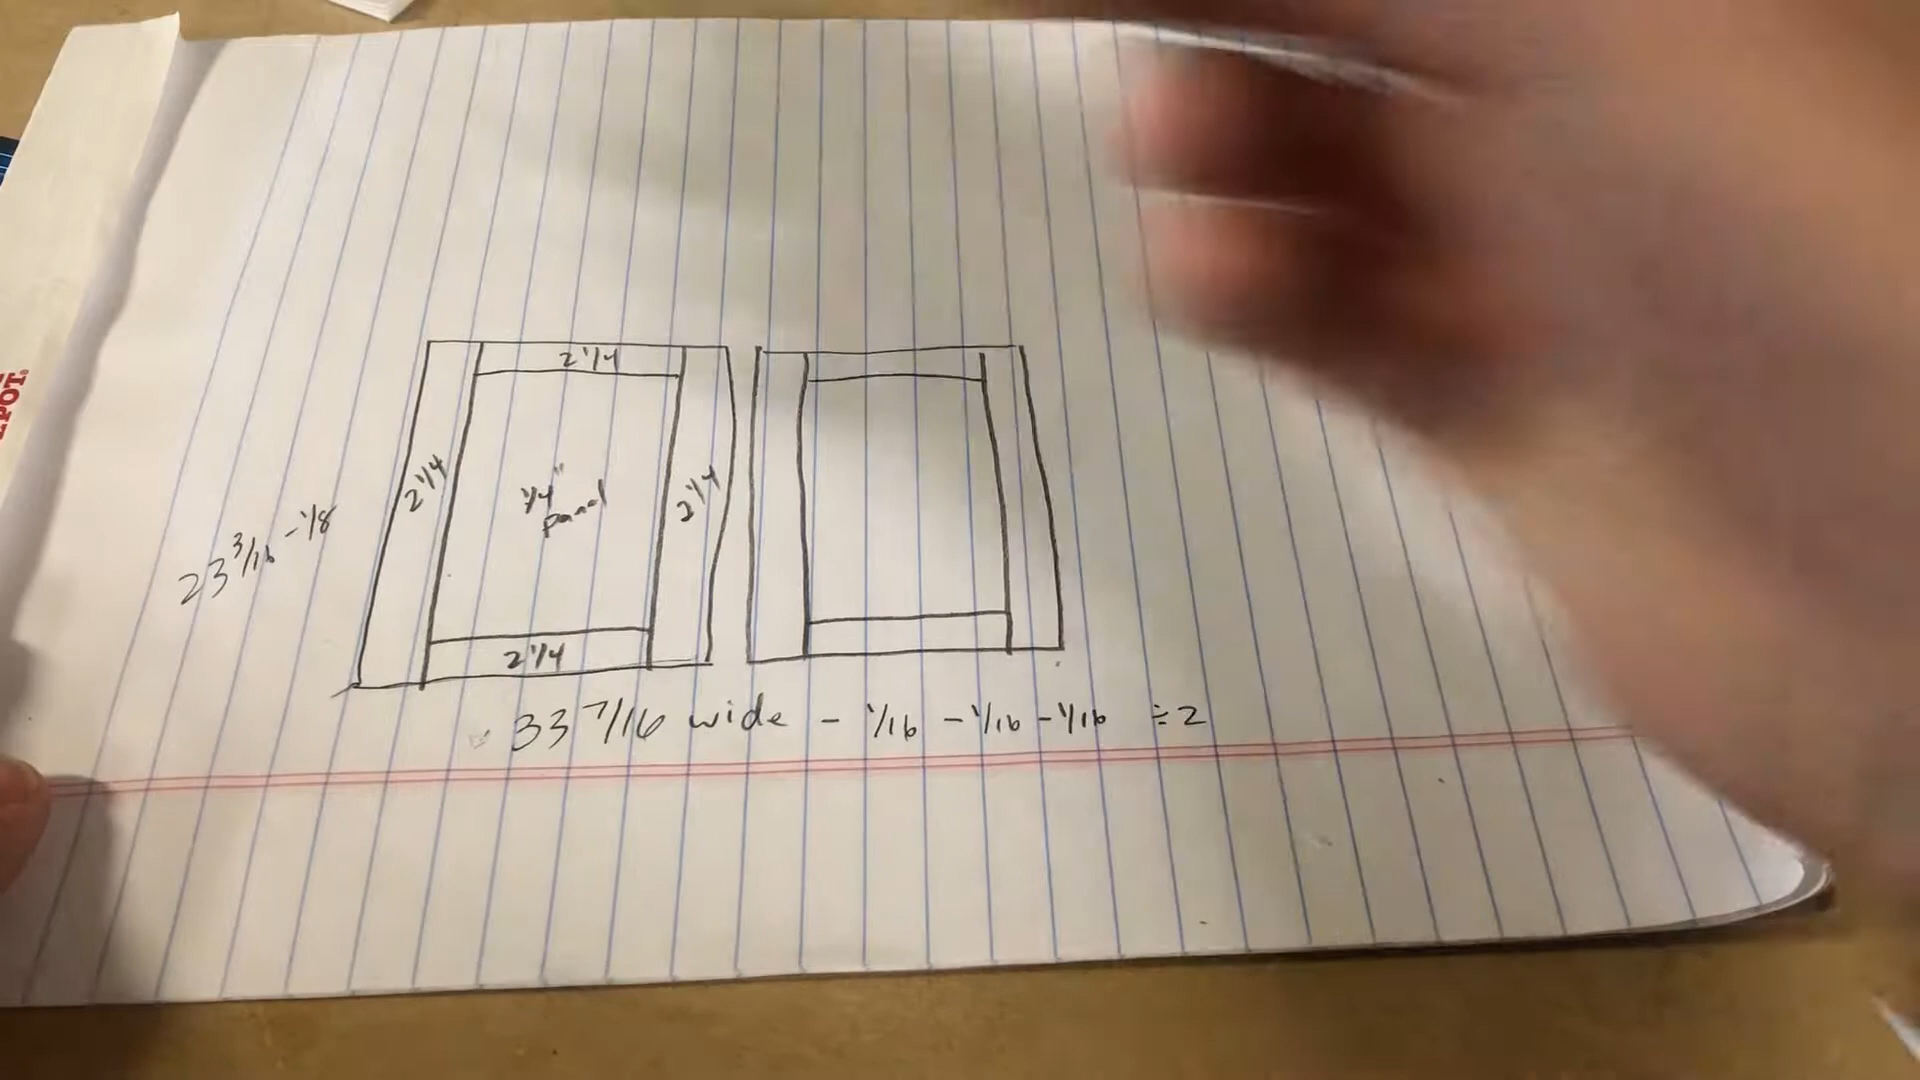 2 1/4
2 1/4
1/4"
panel
2 1/4
23 3/16 - 1/8
2 1/4
33 7/16 wide - 1/16 - 1/16 - 1/16 ÷ 2